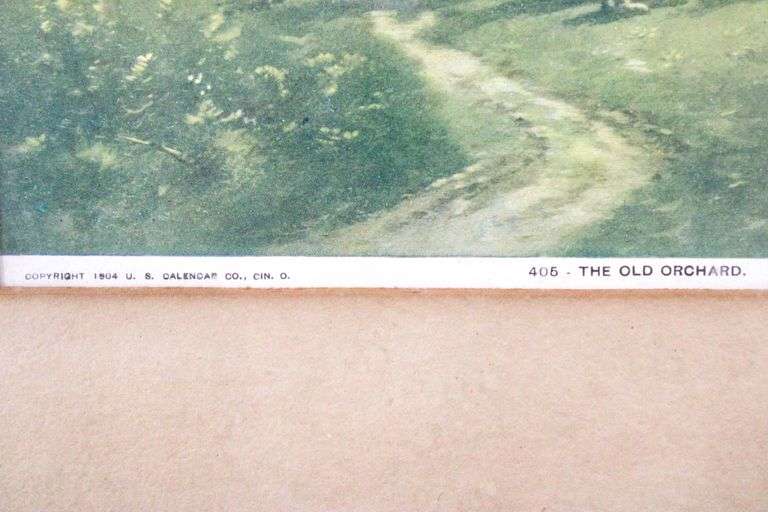 COPYRIGHT 1904 U. S. CALENDAR CO., CIN. O.
405 - THE OLD ORCHARD.